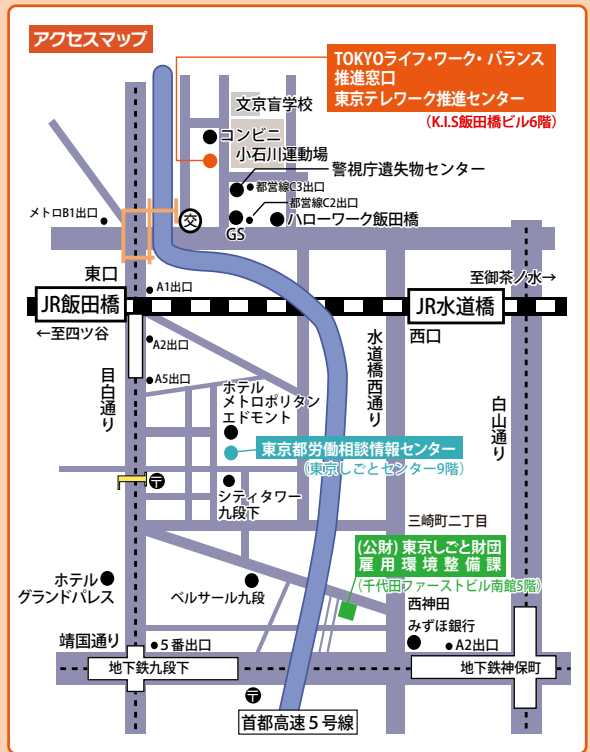 アクセスマップ
TOKYOライフ・ワーク・バランス
推進窓口
東京テレワーク推進センター
(K.I.S飯田橋ビル6階)
文京盲学校
コンビニ
小石川運動場
警視庁遺失物センター
都営線C3出口
都営線C2出口
メトロB1出口
交
GS
ハローワーク飯田橋
東口
A1出口
至御茶ノ水→
JR飯田橋
JR水道橋
←至四ツ谷
西口
A2出口
A5出口
目白通り
水道橋西通り
白山通り
ホテル
メトロポリタン
エドモント
東京都労働相談情報センター
(東京しごとセンター9階)
〒
シティタワー
九段下
三崎町二丁目
(公財)東京しごと財団
雇用環境整備課
(千代田ファーストビル南館5階)
ホテル
グランドパレス
ベルサール九段
西神田
みずほ銀行
靖国通り
5番出口
A2出口
地下鉄九段下
地下鉄神保町
〒
首都高速5号線